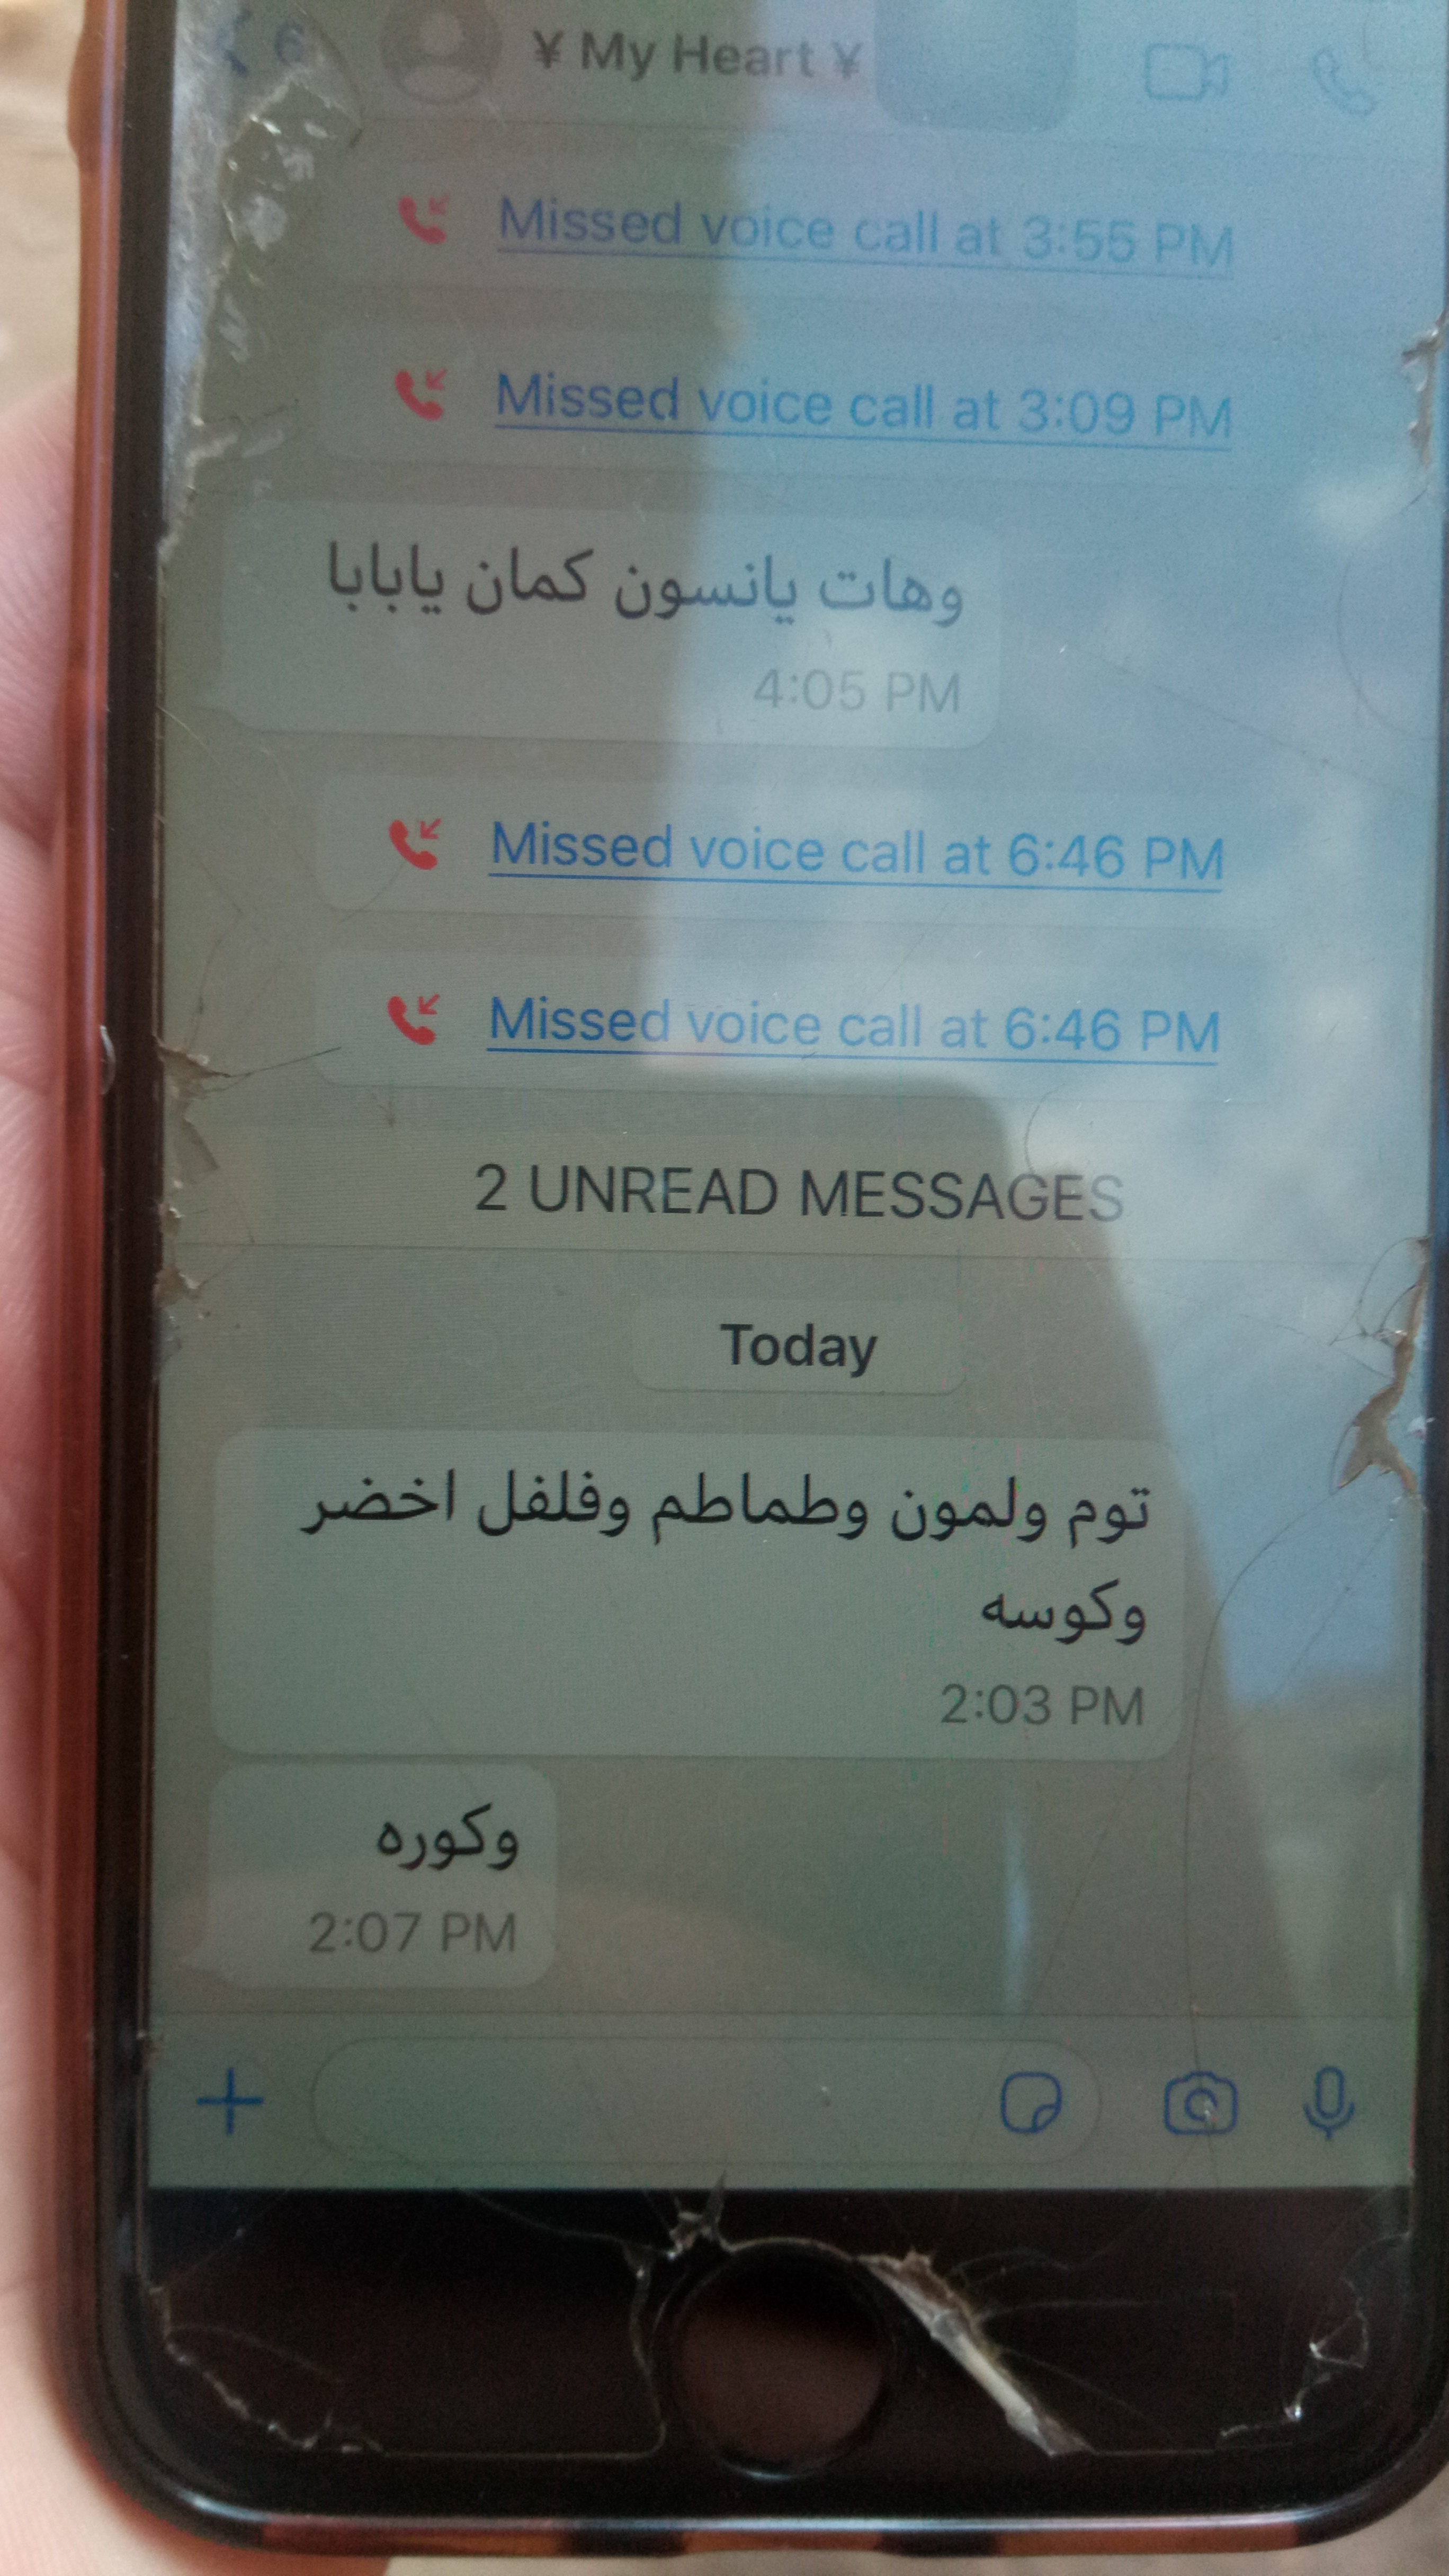 6
¥ My Heart ¥
Missed voice call at 3:55 PM
Missed voice call at 3:09 PM
وهات يانسون كمان يابابا
4:05 PM
Missed voice call at 6:46 PM
Missed voice call at 6:46 PM
2 UNREAD MESSAGES
Today
توم ولمون وطماطم وفلفل اخضر
وكوسه
2:03 PM
وكوره
2:07 PM